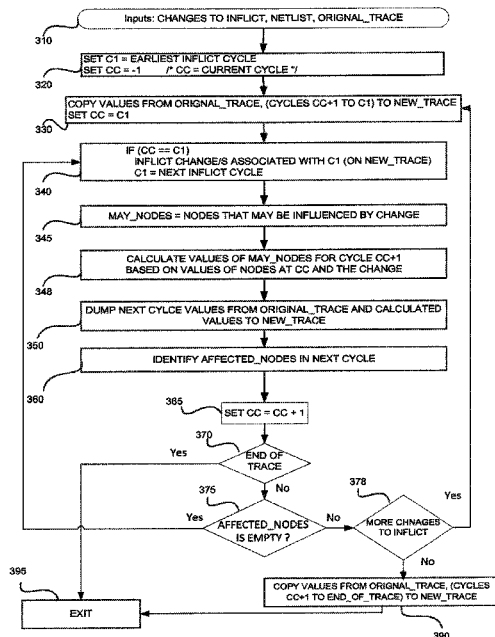 Inputs: CHANGES TO INFLICT, NETLIST, ORIGNAL_TRACE
310
SET C1 = EARLIEST INFLICT CYCLE
SET CC = -1 /* CC = CURRENT CYCLE */
320
COPY VALUES FROM ORIGNAL_TRACE, (CYCLES CC+1 TO C1) TO NEW_TRACE
SET CC = C1
330
IF (CC == C1)
INFLICT CHANGE/S ASSOCIATED WITH C1 (ON NEW_TRACE)
C1 = NEXT INFLICT CYCLE
340
MAY_NODES = NODES THAT MAY BE INFLUENCED BY CHANGE
345
CALCULATE VALUES OF MAY_NODES FOR CYCLE CC+1
BASED ON VALUES OF NODES AT CC AND THE CHANGE
348
DUMP NEXT CYLCE VALUES FROM ORIGINAL_TRACE AND CALCULATED
VALUES TO NEW_TRACE
350
IDENTIFY AFFECTED_NODES IN NEXT CYCLE
360
365
SET CC = CC + 1
370
Yes
END OF
TRACE
No
375
378
Yes
AFFECTED_NODES
IS EMPTY ?
No
MORE CHNAGES
TO INFLICT
Yes
No
395
EXIT
COPY VALUES FROM ORIGNAL_TRACE, (CYCLES
CC+1 TO END_OF_TRACE) TO NEW_TRACE
390